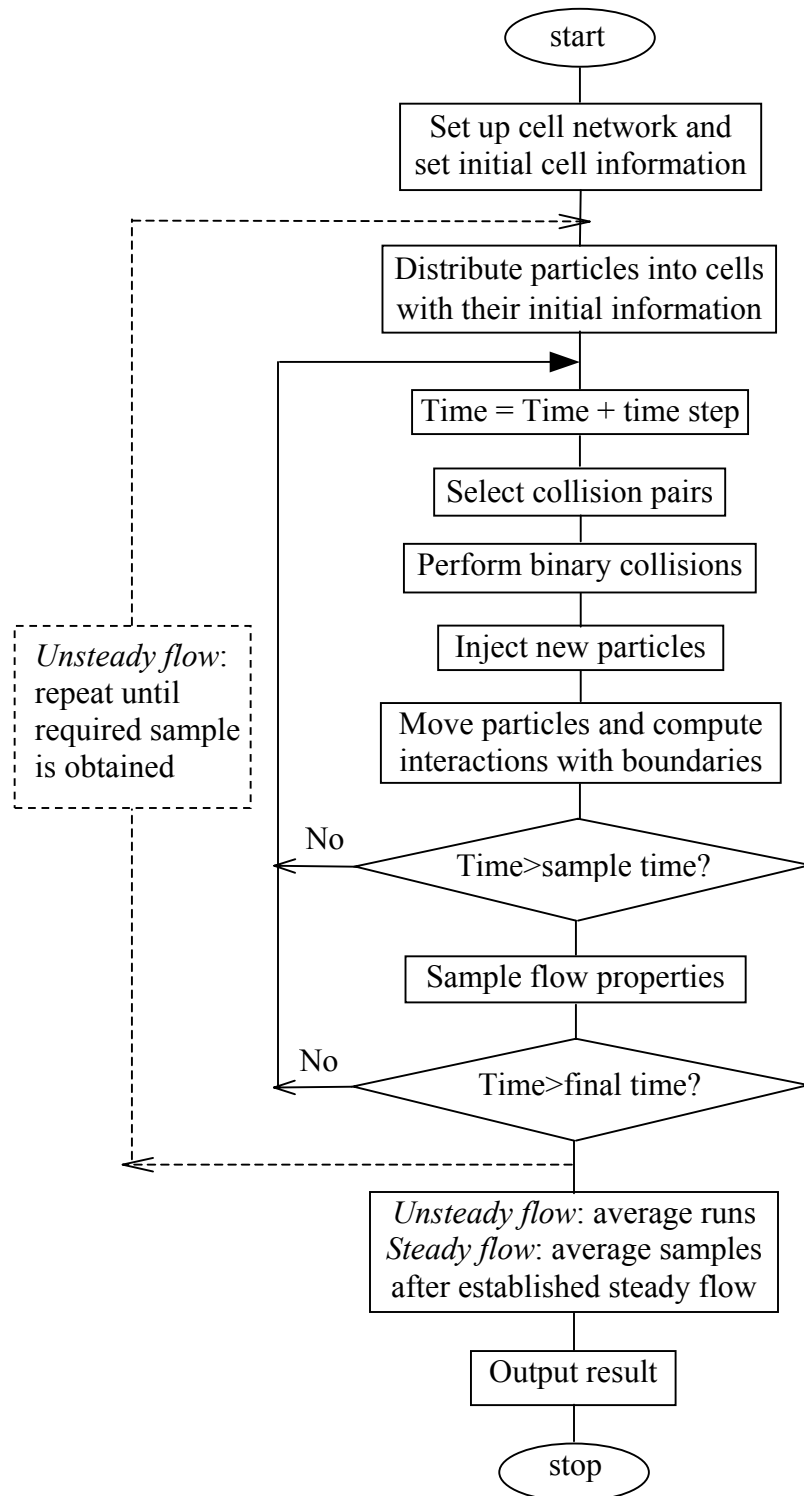 start
Set up cell network and
set initial cell information
Distribute particles into cells
with their initial information
Time = Time + time step
Select collision pairs
Perform binary collisions
Unsteady flow:
repeat until
required sample
is obtained
Inject new particles
Move particles and compute
interactions with boundaries
No
Time>sample time?
Sample flow properties
No
Time>final time?
Unsteady flow: average runs
Steady flow: average samples
after established steady flow
Output result
stop